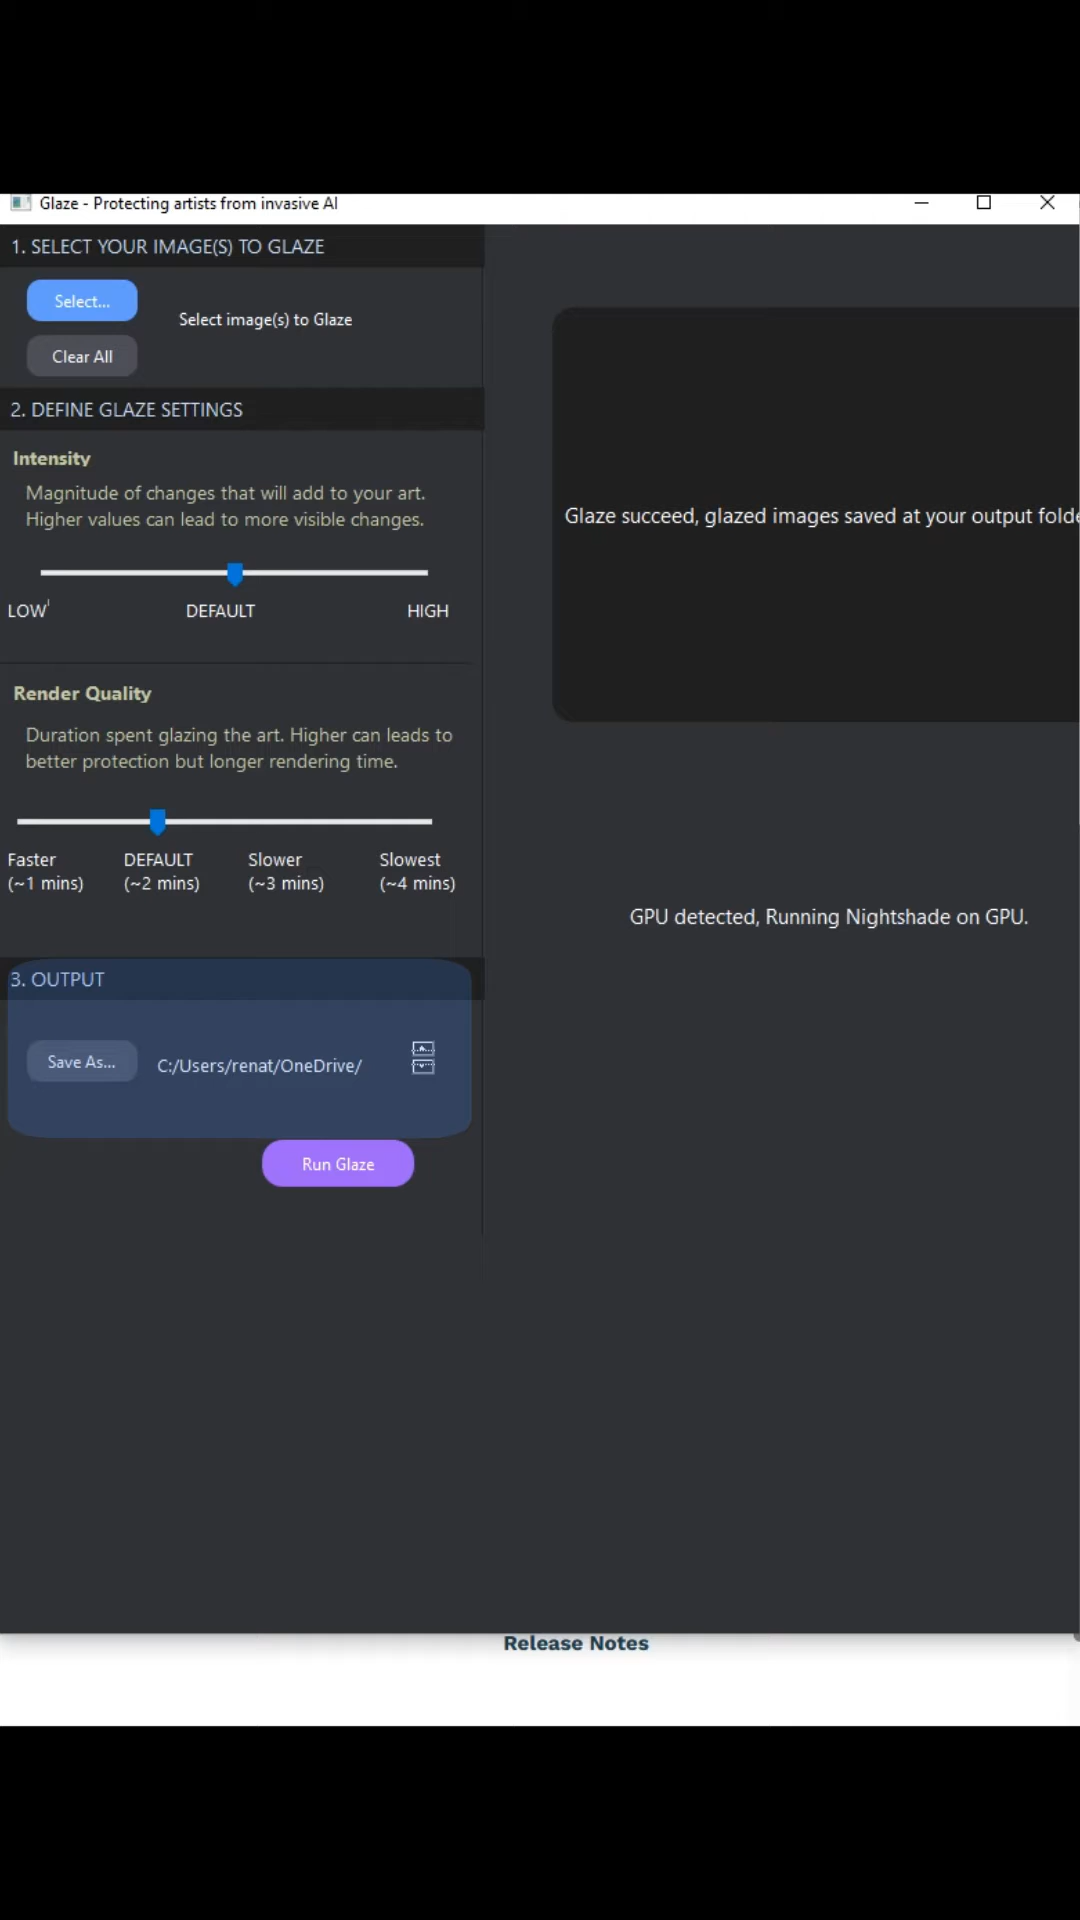 Glaze - Protecting artists from invasive AI
1. SELECT YOUR IMAGE(S) TO GLAZE
Select...
Select image(s) to Glaze
Clear All
2. DEFINE GLAZE SETTINGS
Intensity
Magnitude of changes that will add to your art.
Higher values can lead to more visible changes.
LOW
DEFAULT
HIGH
Render Quality
Duration spent glazing the art. Higher can leads to
better protection but longer rendering time.
Faster
(~1 mins)
DEFAULT
(~2 mins)
Slower
(~3 mins)
Slowest
(~4 mins)
3. OUTPUT
Save As...
C:/Users/renat/OneDrive/
Run Glaze
Glaze succeed, glazed images saved at your output folde
GPU detected, Running Nightshade on GPU.
Release Notes